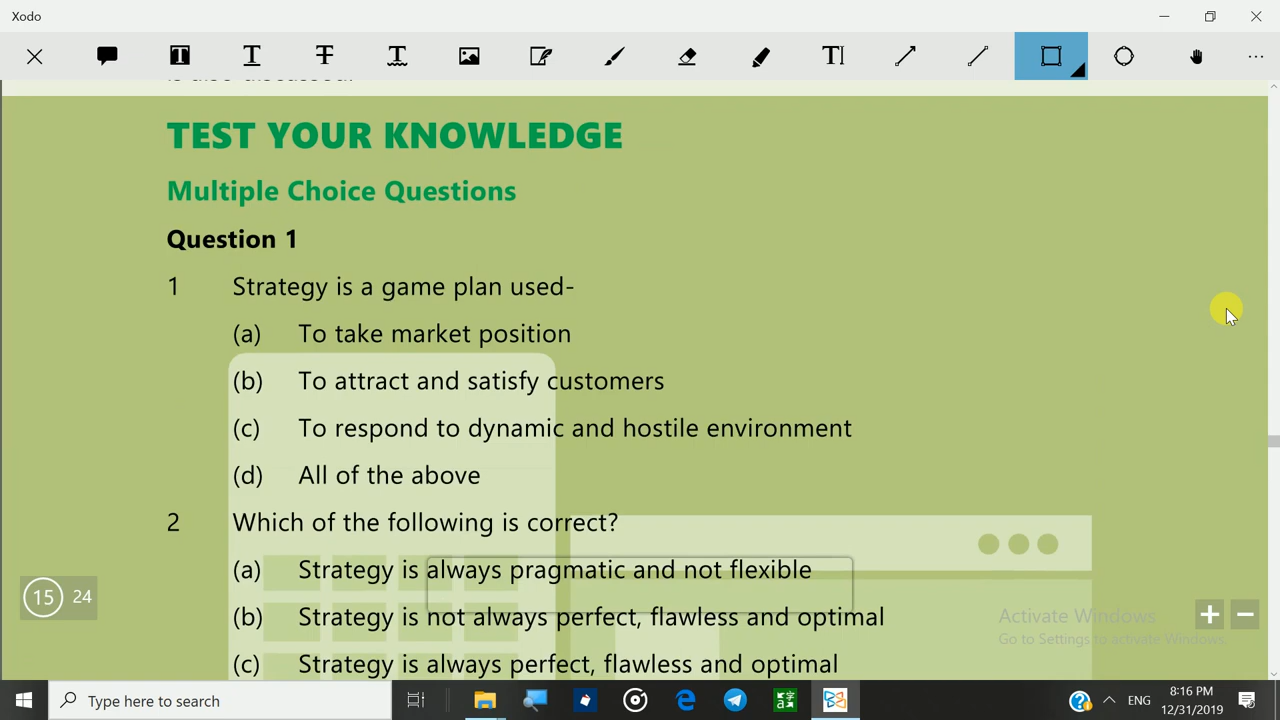 Xodo
TEST YOUR KNOWLEDGE
Multiple Choice Questions
Question 1
1 Strategy is a game plan used-
(a) To take market position
(b) To attract and satisfy customers
(c) To respond to dynamic and hostile environment
(d) All of the above
2 Which of the following is correct?
(a) Strategy is always pragmatic and not flexible
(b) Strategy is not always perfect, flawless and optimal
(c) Strategy is always perfect, flawless and optimal
15 24
Activate Windows
Go to Settings to activate Windows.
Type here to search
ENG
8:16 PM
12/31/2019